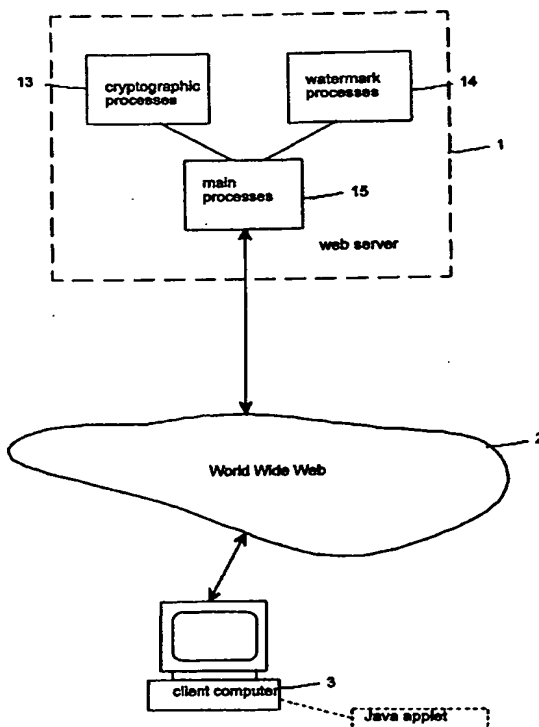 13
cryptographic
processes
watermark
processes
14
1
main
processes
15
web server
2
World Wide Web
client computer
3
Java applet